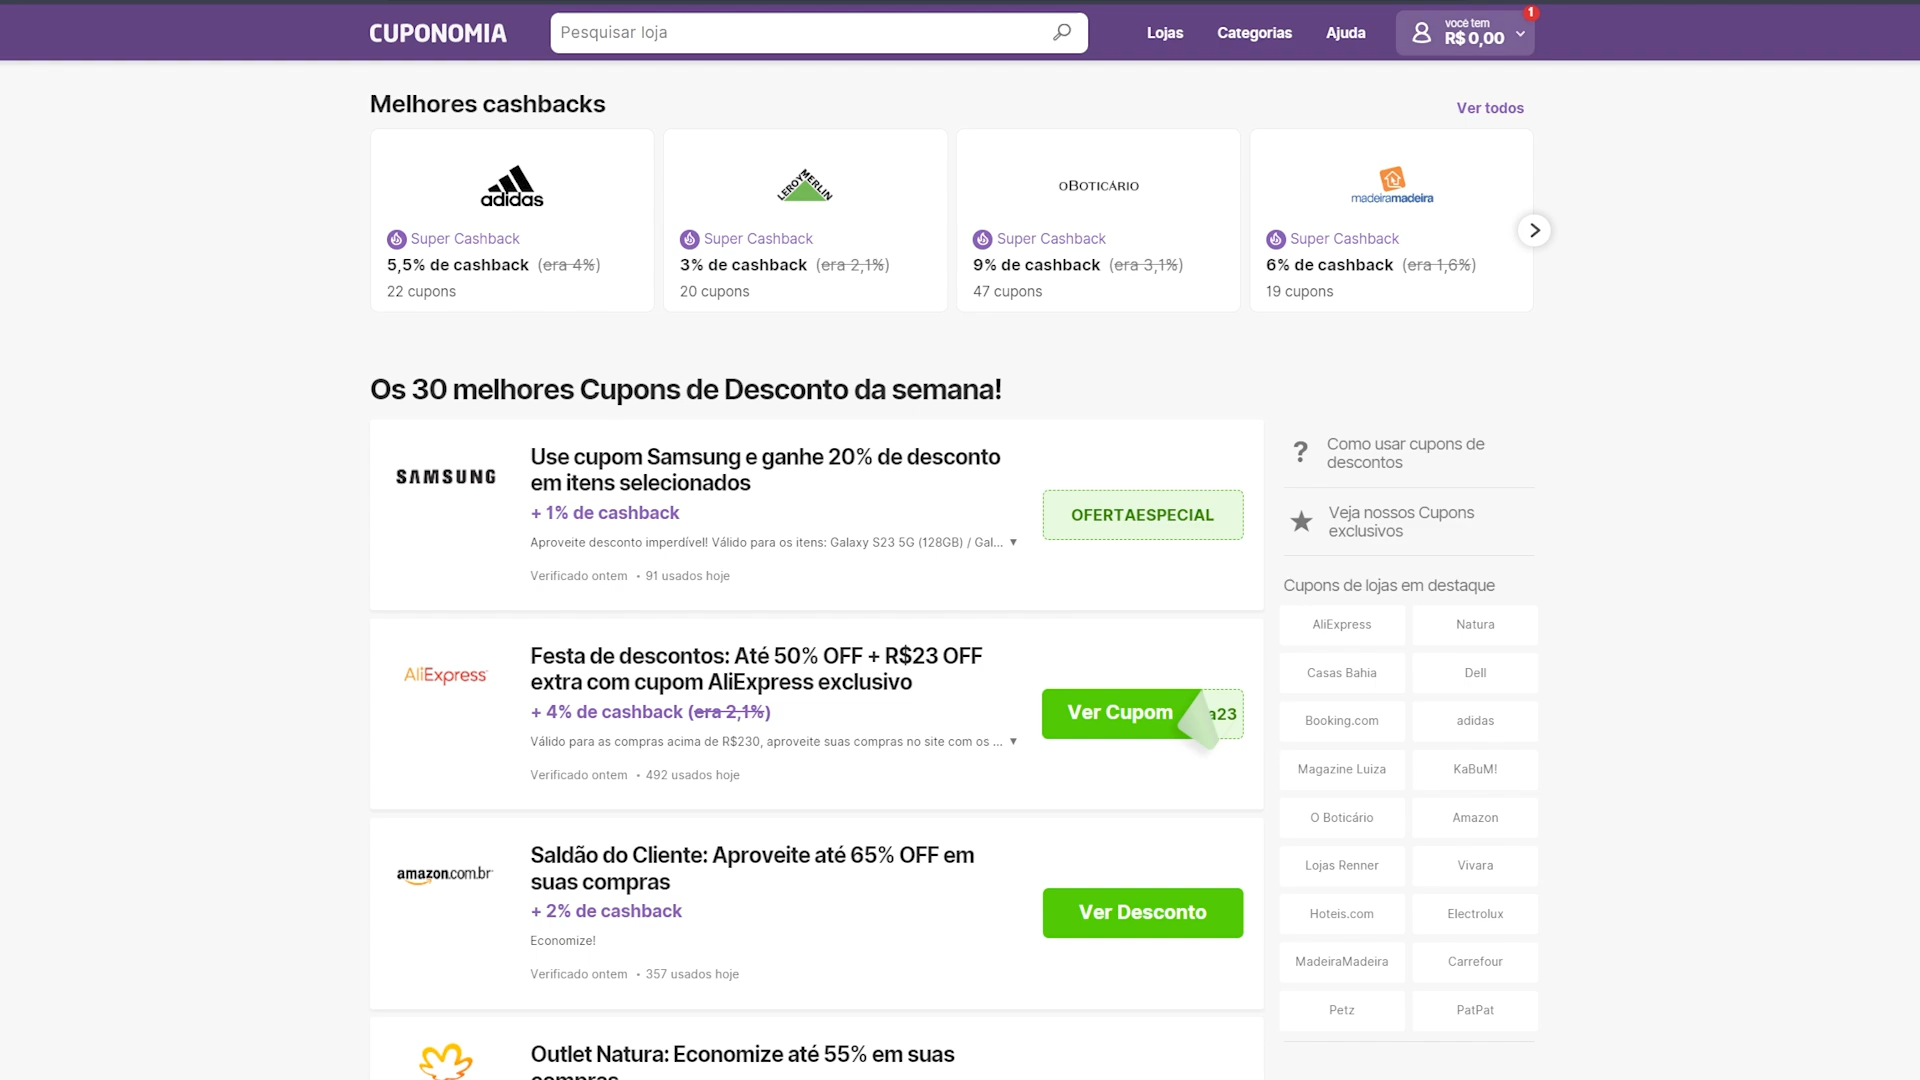 CUPONOMIA
Pesquisar loja
Lojas
Categorias
Ajuda
você tem
R$ 0,00
1
Melhores cashbacks
Ver todos
adidas
Super Cashback
5,5% de cashback (era 4%)
22 cupons
LEROY MERLIN
Super Cashback
3% de cashback (era 2,1%)
20 cupons
oBOTICÁRIO
Super Cashback
9% de cashback (era 3,1%)
47 cupons
madeiramadeira
Super Cashback
6% de cashback (era 1,6%)
19 cupons
Os 30 melhores Cupons de Desconto da semana!
SAMSUNG
Use cupom Samsung e ganhe 20% de desconto
em itens selecionados
+ 1% de cashback
Aproveite desconto imperdível! Válido para os itens: Galaxy S23 5G (128GB) / Gal... ▼
Verificado ontem • 91 usados hoje
OFERTAESPECIAL
AliExpress
Festa de descontos: Até 50% OFF + R$23 OFF
extra com cupom AliExpress exclusivo
+ 4% de cashback (era 2,1%)
Válido para as compras acima de R$230, aproveite suas compras no site com os ... ▼
Verificado ontem • 492 usados hoje
Ver Cupom
a23
amazon.com.br
Saldão do Cliente: Aproveite até 65% OFF em
suas compras
+ 2% de cashback
Economize!
Verificado ontem • 357 usados hoje
Ver Desconto
Outlet Natura: Economize até 55% em suas
compras
? Como usar cupons de
descontos
Veja nossos Cupons
exclusivos
Cupons de lojas em destaque
AliExpress
Natura
Casas Bahia
Dell
Booking.com
adidas
Magazine Luiza
KaBuM!
O Boticário
Amazon
Lojas Renner
Vivara
Hoteis.com
Electrolux
MadeiraMadeira
Carrefour
Petz
PatPat